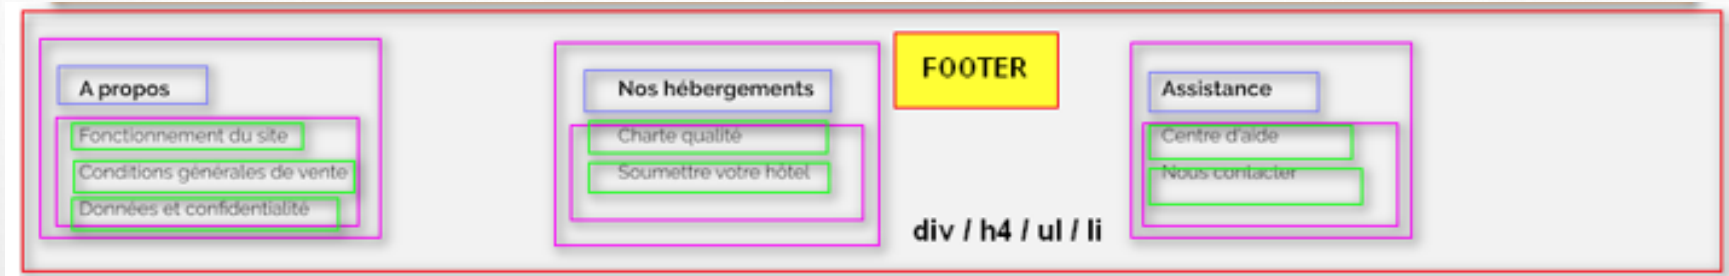 A propos
Fonctionnement du site
Conditions générales de vente
Données et confidentialité
Nos hébergements
Charte qualité
Soumettre votre hôtel
FOOTER
div / h4 / ul / li
Assistance
Centre d'aide
Nous contacter